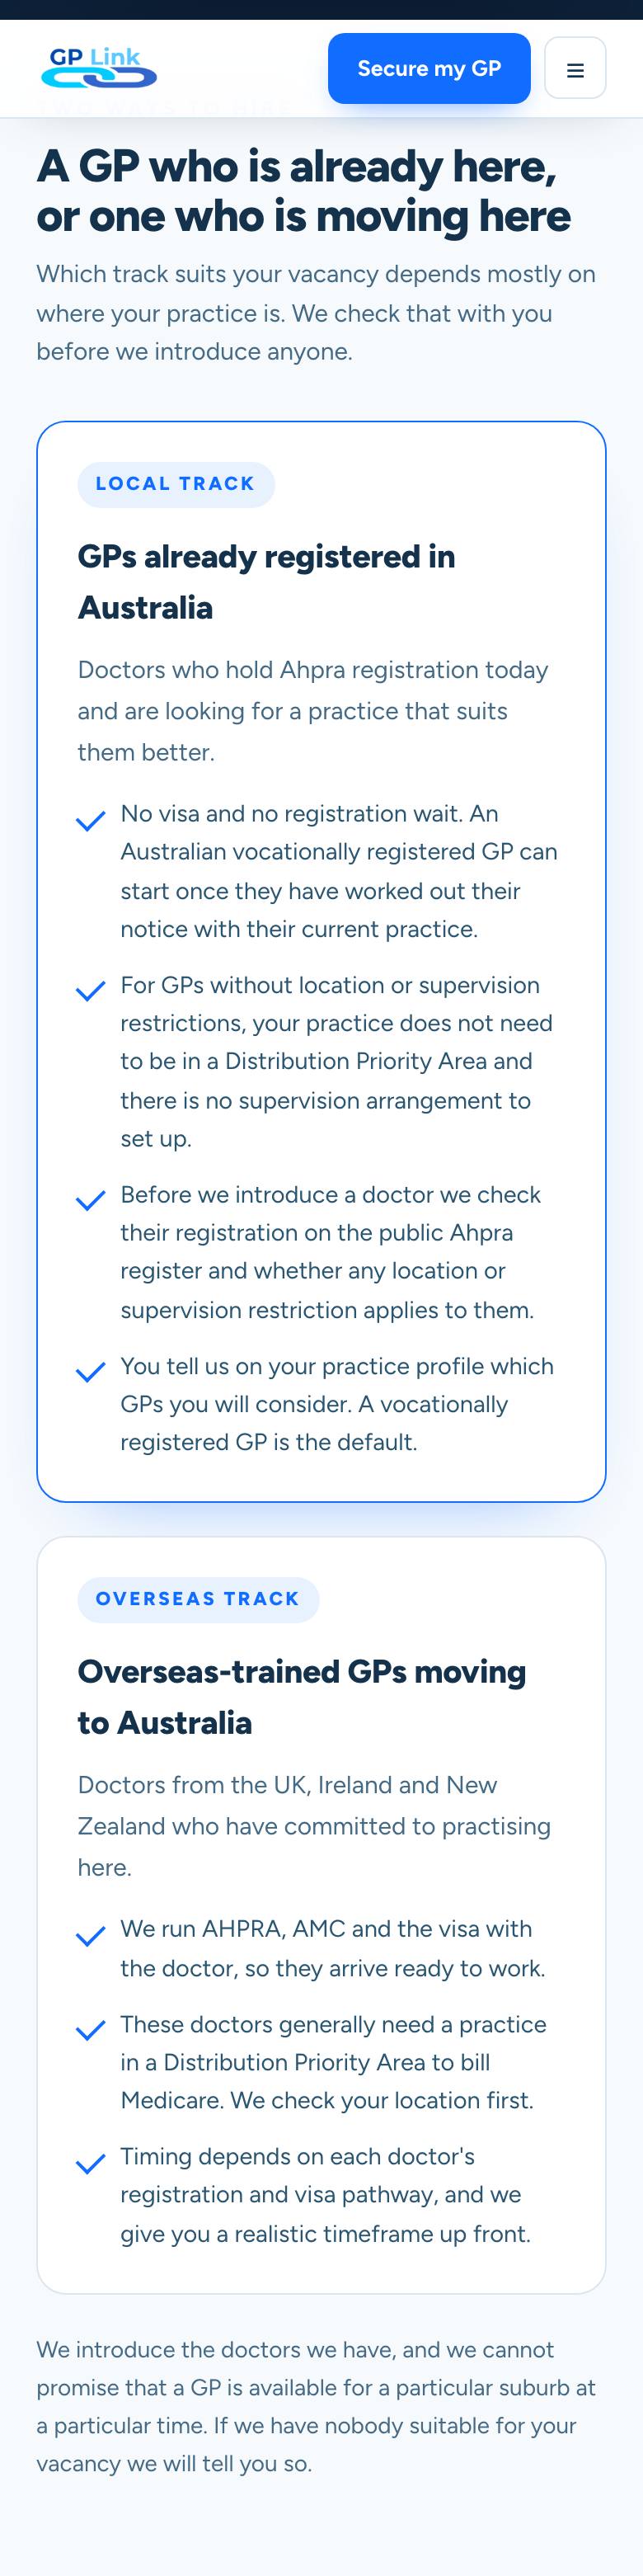 GP Link
Secure my GP
TWO WAYS TO HIRE
A GP who is already here,
or one who is moving here
Which track suits your vacancy depends mostly on
where your practice is. We check that with you
before we introduce anyone.
LOCAL TRACK
GPs already registered in
Australia
Doctors who hold Ahpra registration today
and are looking for a practice that suits
them better.
No visa and no registration wait. An
Australian vocationally registered GP can
start once they have worked out their
notice with their current practice.
For GPs without location or supervision
restrictions, your practice does not need
to be in a Distribution Priority Area and
there is no supervision arrangement to
set up.
Before we introduce a doctor we check
their registration on the public Ahpra
register and whether any location or
supervision restriction applies to them.
You tell us on your practice profile which
GPs you will consider. A vocationally
registered GP is the default.
OVERSEAS TRACK
Overseas-trained GPs moving
to Australia
Doctors from the UK, Ireland and New
Zealand who have committed to practising
here.
We run AHPRA, AMC and the visa with
the doctor, so they arrive ready to work.
These doctors generally need a practice
in a Distribution Priority Area to bill
Medicare. We check your location first.
Timing depends on each doctor's
registration and visa pathway, and we
give you a realistic timeframe up front.
We introduce the doctors we have, and we cannot
promise that a GP is available for a particular suburb at
a particular time. If we have nobody suitable for your
vacancy we will tell you so.